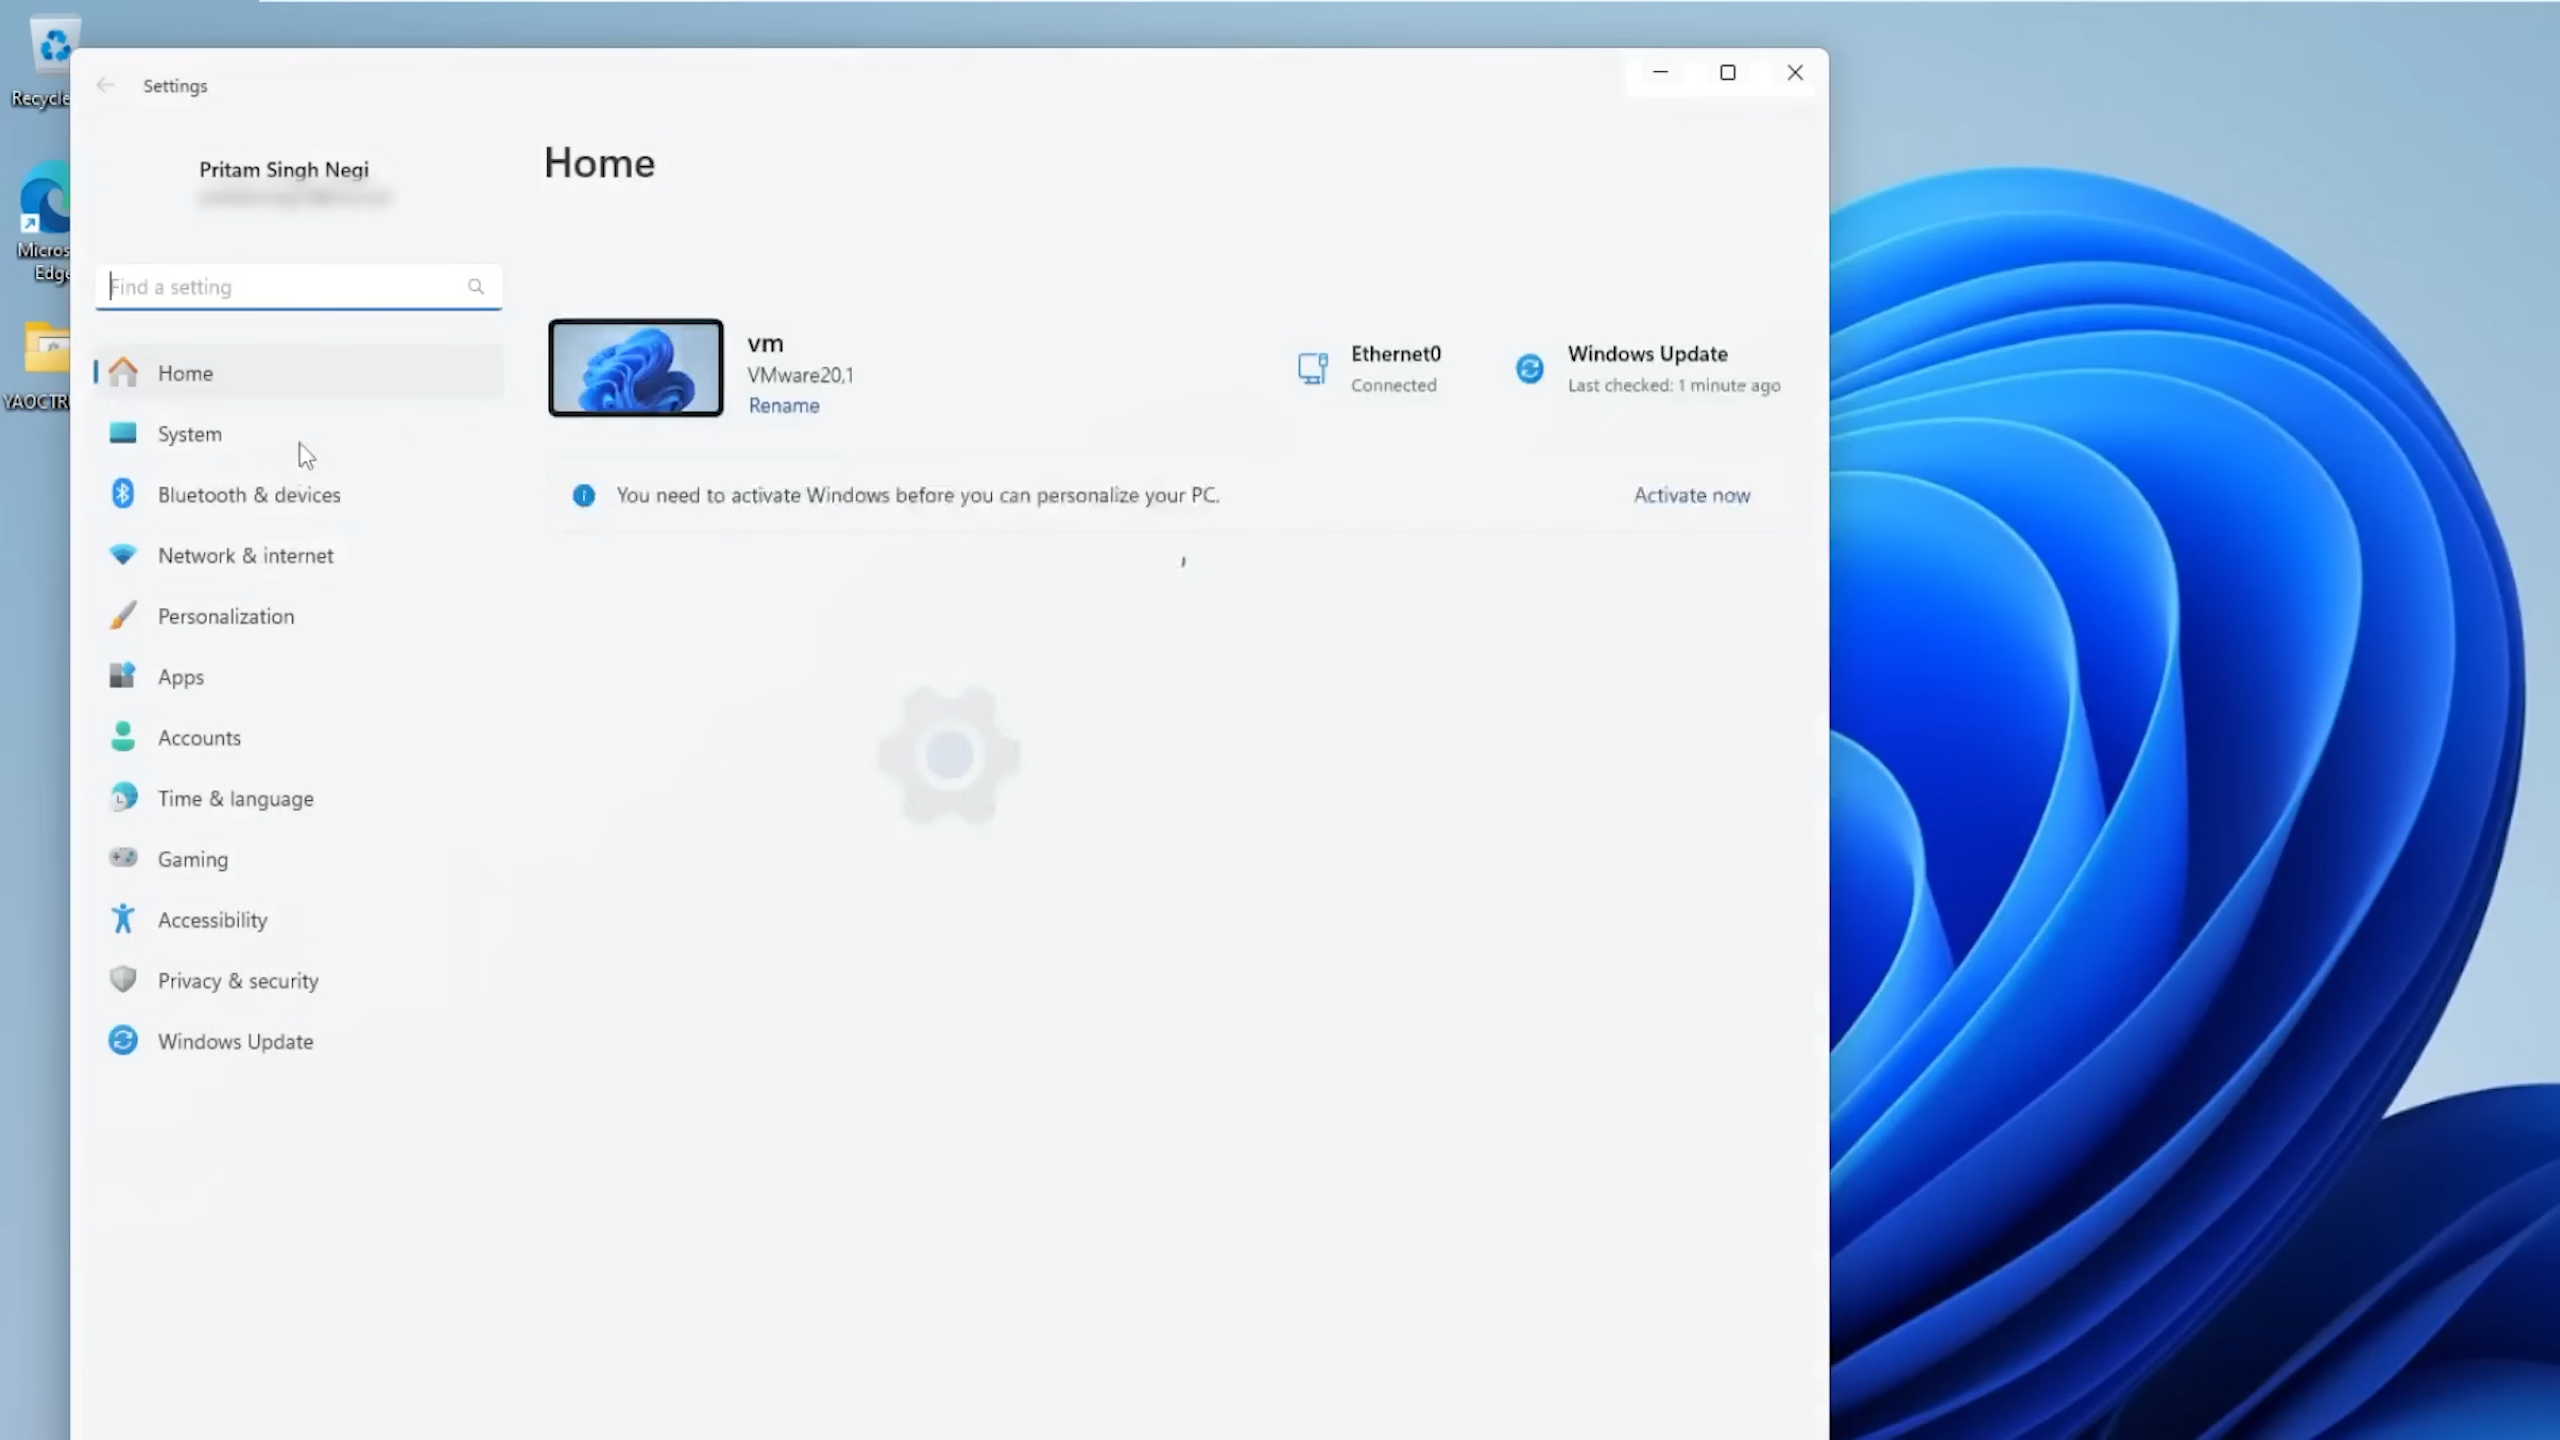 Recycle
Micros
Edge
YAOCTRI
Settings
Pritam Singh Negi
Find a setting
Home
System
Bluetooth & devices
Network & internet
Personalization
Apps
Accounts
Time & language
Gaming
Accessibility
Privacy & security
Windows Update
Home
vm
VMware20,1
Rename
Ethernet0
Connected
Windows Update
Last checked: 1 minute ago
You need to activate Windows before you can personalize your PC.
Activate now